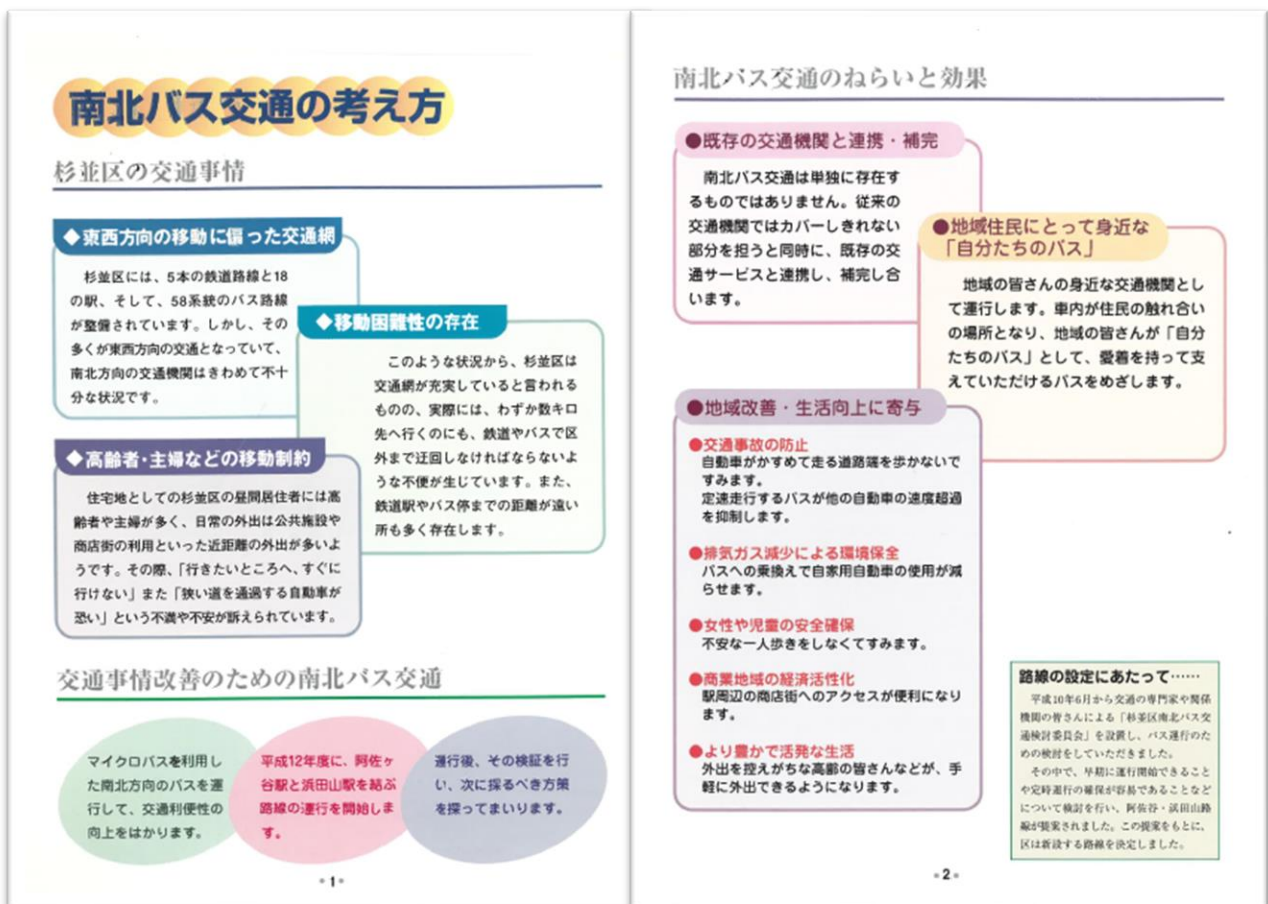 南北バス交通の考え方
杉並区の交通事情
◆東西方向の移動に偏った交通網
杉並区には、5本の鉄道路線と18
の駅、そして、58系統のバス路線
が整備されています。しかし、その
多くが東西方向の交通となっていて、
南北方向の交通機関はきわめて不十
分な状況です。
◆移動困難性の存在
このような状況から、杉並区は
交通網が充実していると言われる
ものの、実際には、わずか数キロ
先へ行くのにも、鉄道やバスで区
外まで迂回しなければならないよ
うな不便が生じています。また、
鉄道駅やバス停までの距離が遠い
所も多く存在します。
◆高齢者・主婦などの移動制約
住宅地としての杉並区の昼間居住者には高
齢者や主婦が多く、日常の外出は公共施設や
商店街の利用といった近距離の外出が多いよ
うです。その際、「行きたいところへ、すぐに
行けない」また「狭い道を通過する自動車が
恐い」という不満や不安が訴えられています。
交通事情改善のための南北バス交通
マイクロバスを利用し
た南北方向のバスを運
行して、交通利便性の
向上をはかります。
平成12年度に、阿佐ヶ
谷駅と浜田山駅を結ぶ
路線の運行を開始しま
す。
運行後、その検証を行
い、次に採るべき方策
を探ってまいります。
1
南北バス交通のねらいと効果
●既存の交通機関と連携・補完
南北バス交通は単独に存在す
るものではありません。従来の
交通機関ではカバーしきれない
部分を担うと同時に、既存の交
通サービスと連携し、補完し合
います。
●地域住民にとって身近な
「自分たちのバス」
地域の皆さんの身近な交通機関とし
て運行します。車内が住民の触れ合い
の場所となり、地域の皆さんが「自分
たちのバス」として、愛着を持って支
えていただけるバスをめざします。
●地域改善・生活向上に寄与
●交通事故の防止
自動車がかすめて走る道路端を歩かないで
すみます。
定速走行するバスが他の自動車の速度超過
を抑制します。
●排気ガス減少による環境保全
バスへの乗換えで自家用自動車の使用が減
らせます。
●女性や児童の安全確保
不安な一人歩きをしなくてすみます。
●商業地域の経済活性化
駅周辺の商店街へのアクセスが便利になり
ます。
●より豊かで活発な生活
外出を控えがちな高齢の皆さんなどが、手
軽に外出できるようになります。
路線の設定にあたって……
平成10年6月から交通の専門家や関係
機関の皆さんによる「杉並区南北バス交
通検討委員会」を設置し、バス運行のた
めの検討をしていただきました。
その中で、早期に運行開始できること
や定時運行の確保が容易であることなど
について検討を行い、阿佐谷・浜田山路
線が提案されました。この提案をもとに、
区は新設する路線を決定しました。
2